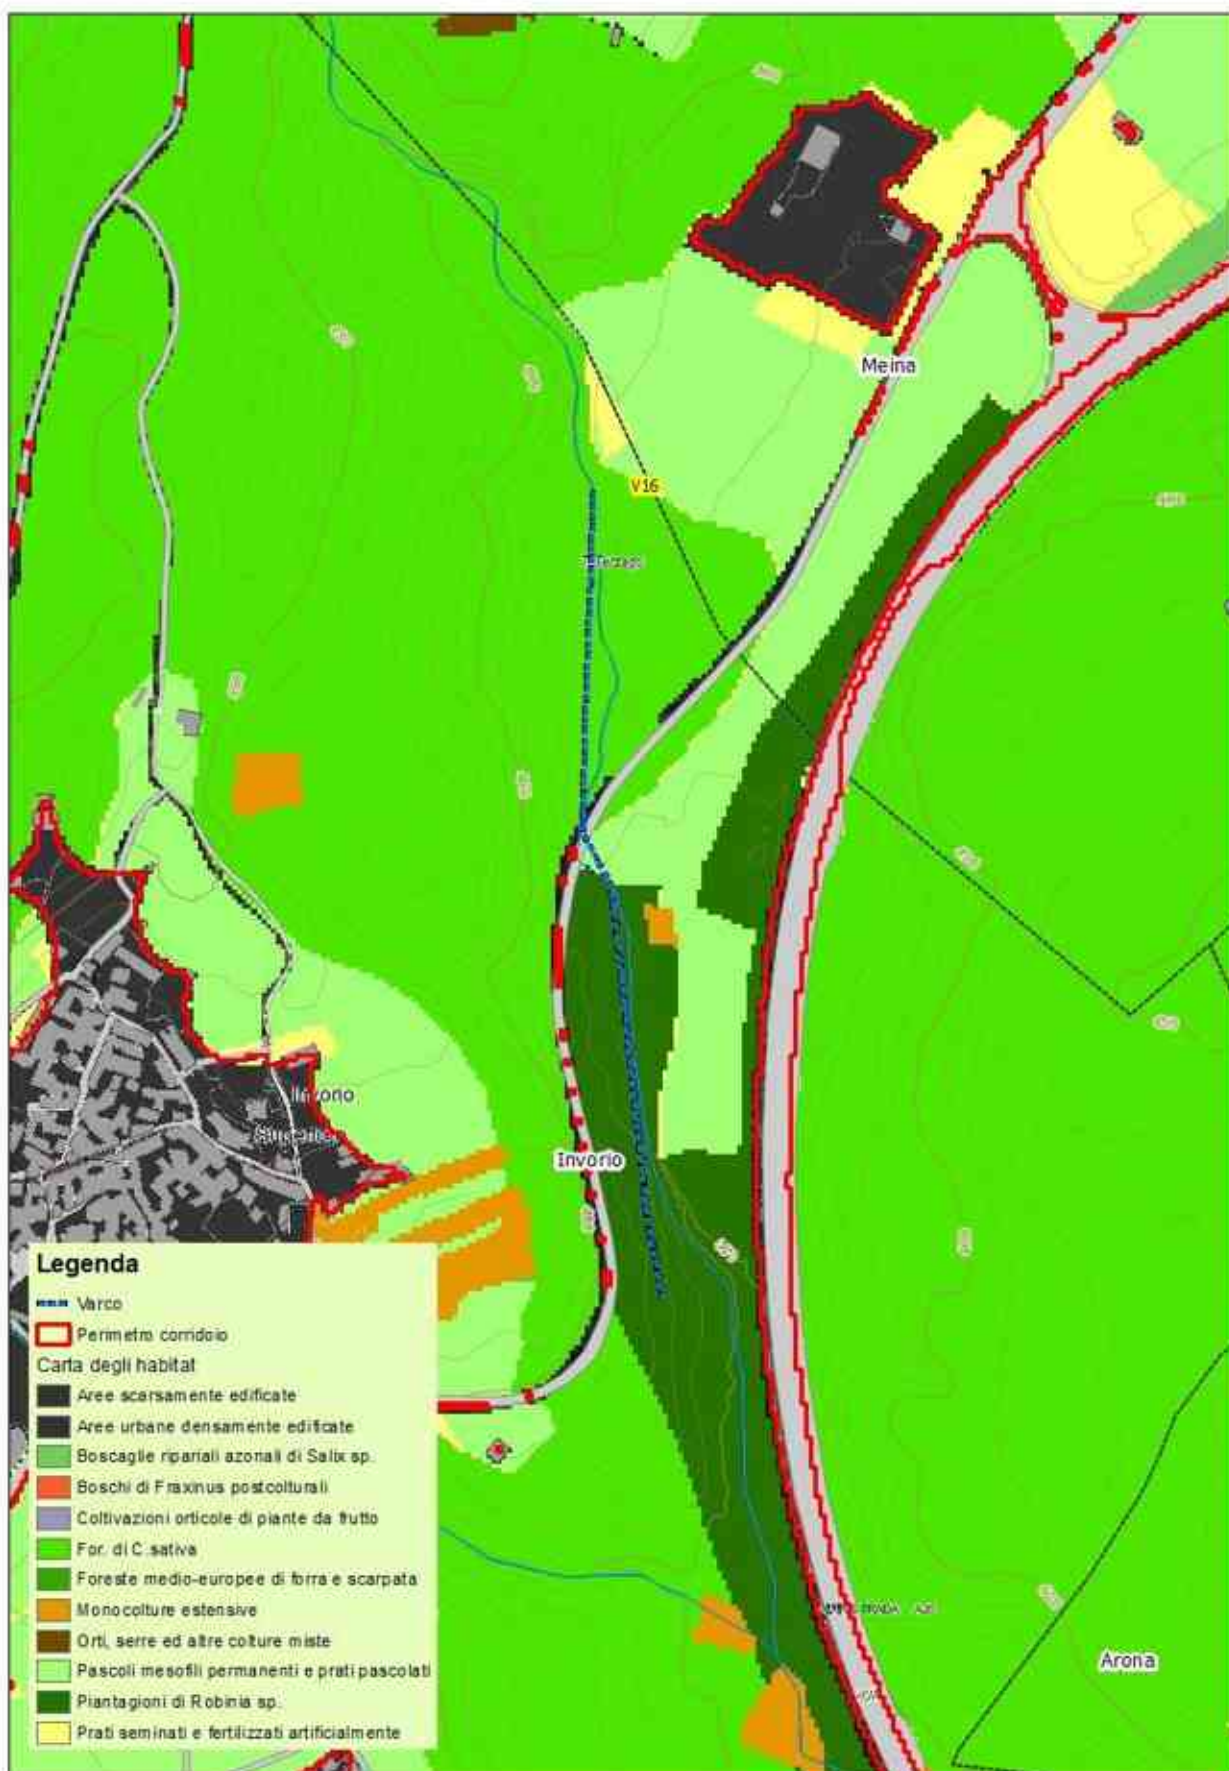 Meina
V16
Invorio
Invorio
Legenda
Varco
Perimetro corridoio
Carta degli habitat
Aree scarsamente edificate
Aree urbane densamente edificate
Boscaglie ripariali azonali di Salix sp.
Boschi di Fraxinus postcolturali
Coltivazioni orticole di piante da frutto
For. di C.sativa
Foreste medio-europee di forra e scarpata
Monocolture estensive
Orti, serre ed altre colture miste
Pascoli mesofili permanenti e prati pascolati
Piantagioni di Robinia sp.
Prati seminati e fertilizzati artificialmente
Arona